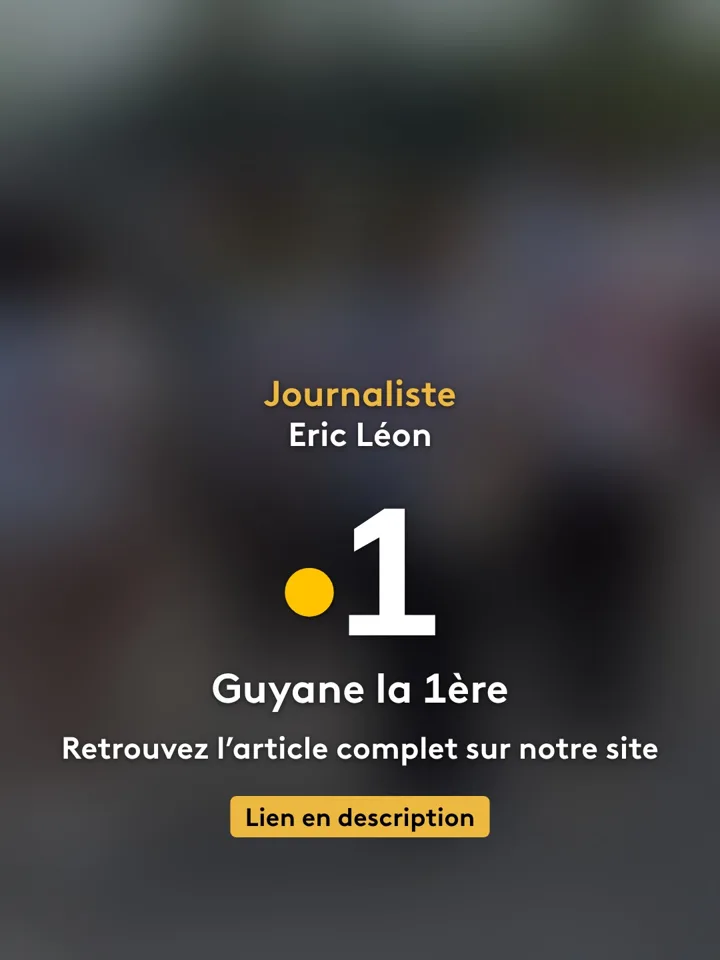 Journaliste
Eric Léon
1
Guyane la 1ère
Retrouvez l’article complet sur notre site
Lien en description